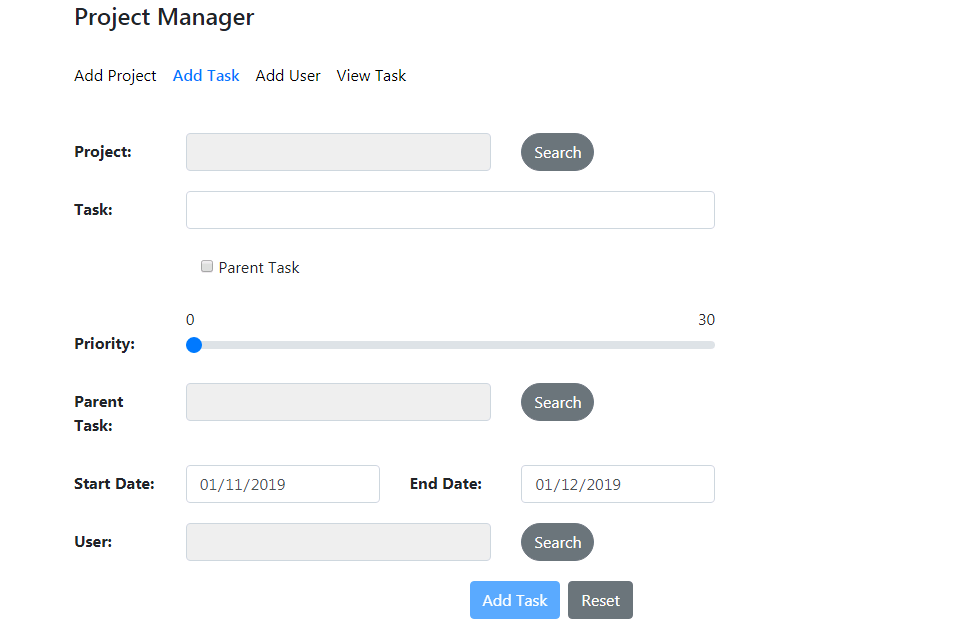 Project Manager
Add Project Add Task Add User View Task
Project: Search
Task:
Parent Task
0 30
Priority:
Parent Search
Task:
Start Date: 01/11/2019 End Date: 01/12/2019
User: Search
Add Task Reset